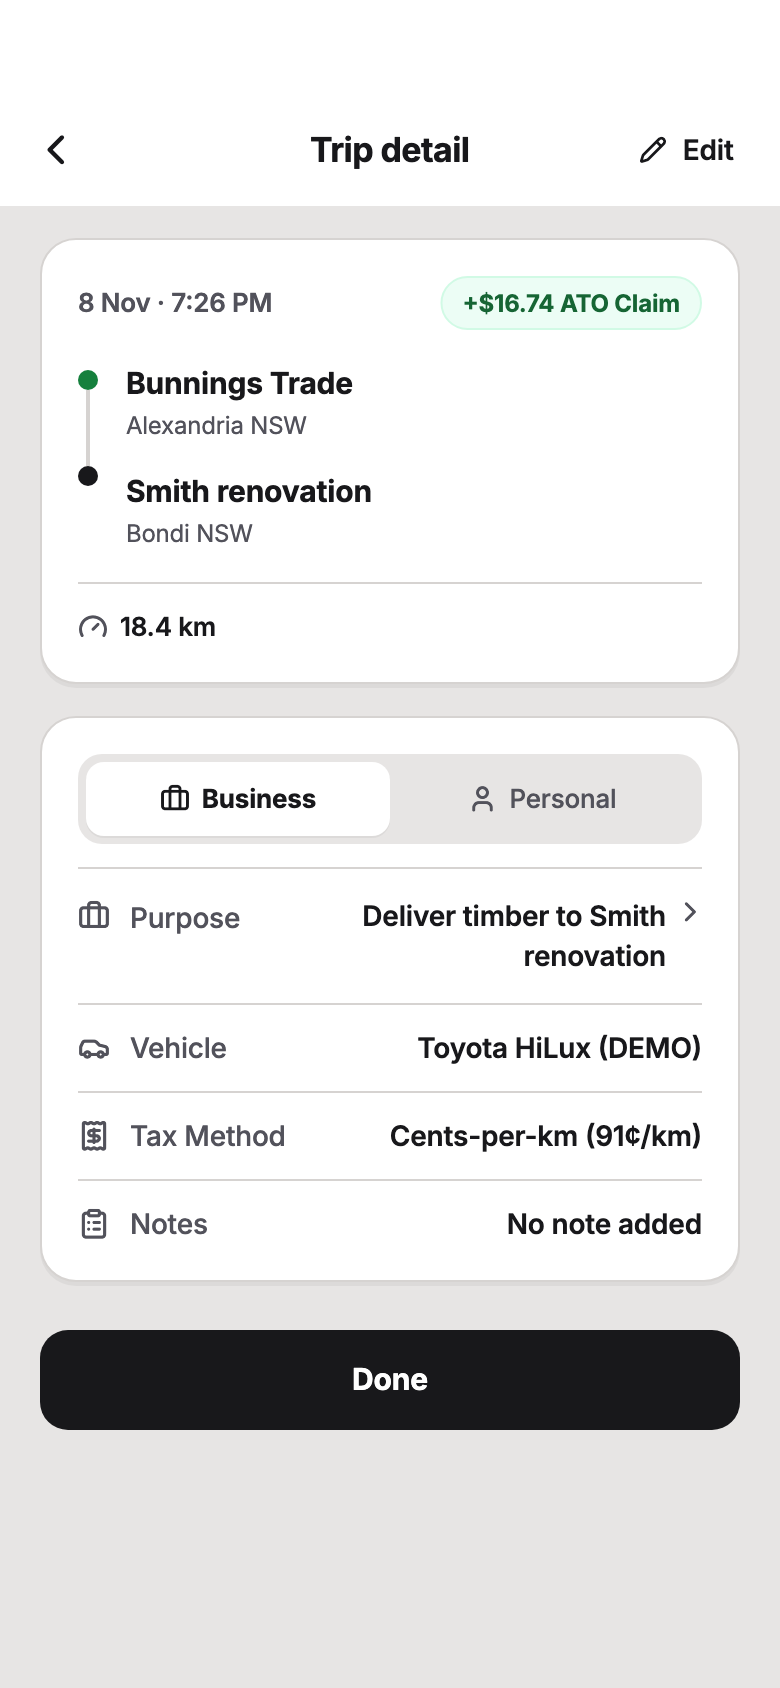 Trip detail
Edit
8 Nov · 7:26 PM
+$16.74 ATO Claim
Bunnings Trade
Alexandria NSW
Smith renovation
Bondi NSW
18.4 km
Business
Personal
Purpose
Deliver timber to Smith
renovation
Vehicle
Toyota HiLux (DEMO)
Tax Method
Cents-per-km (91¢/km)
Notes
No note added
Done